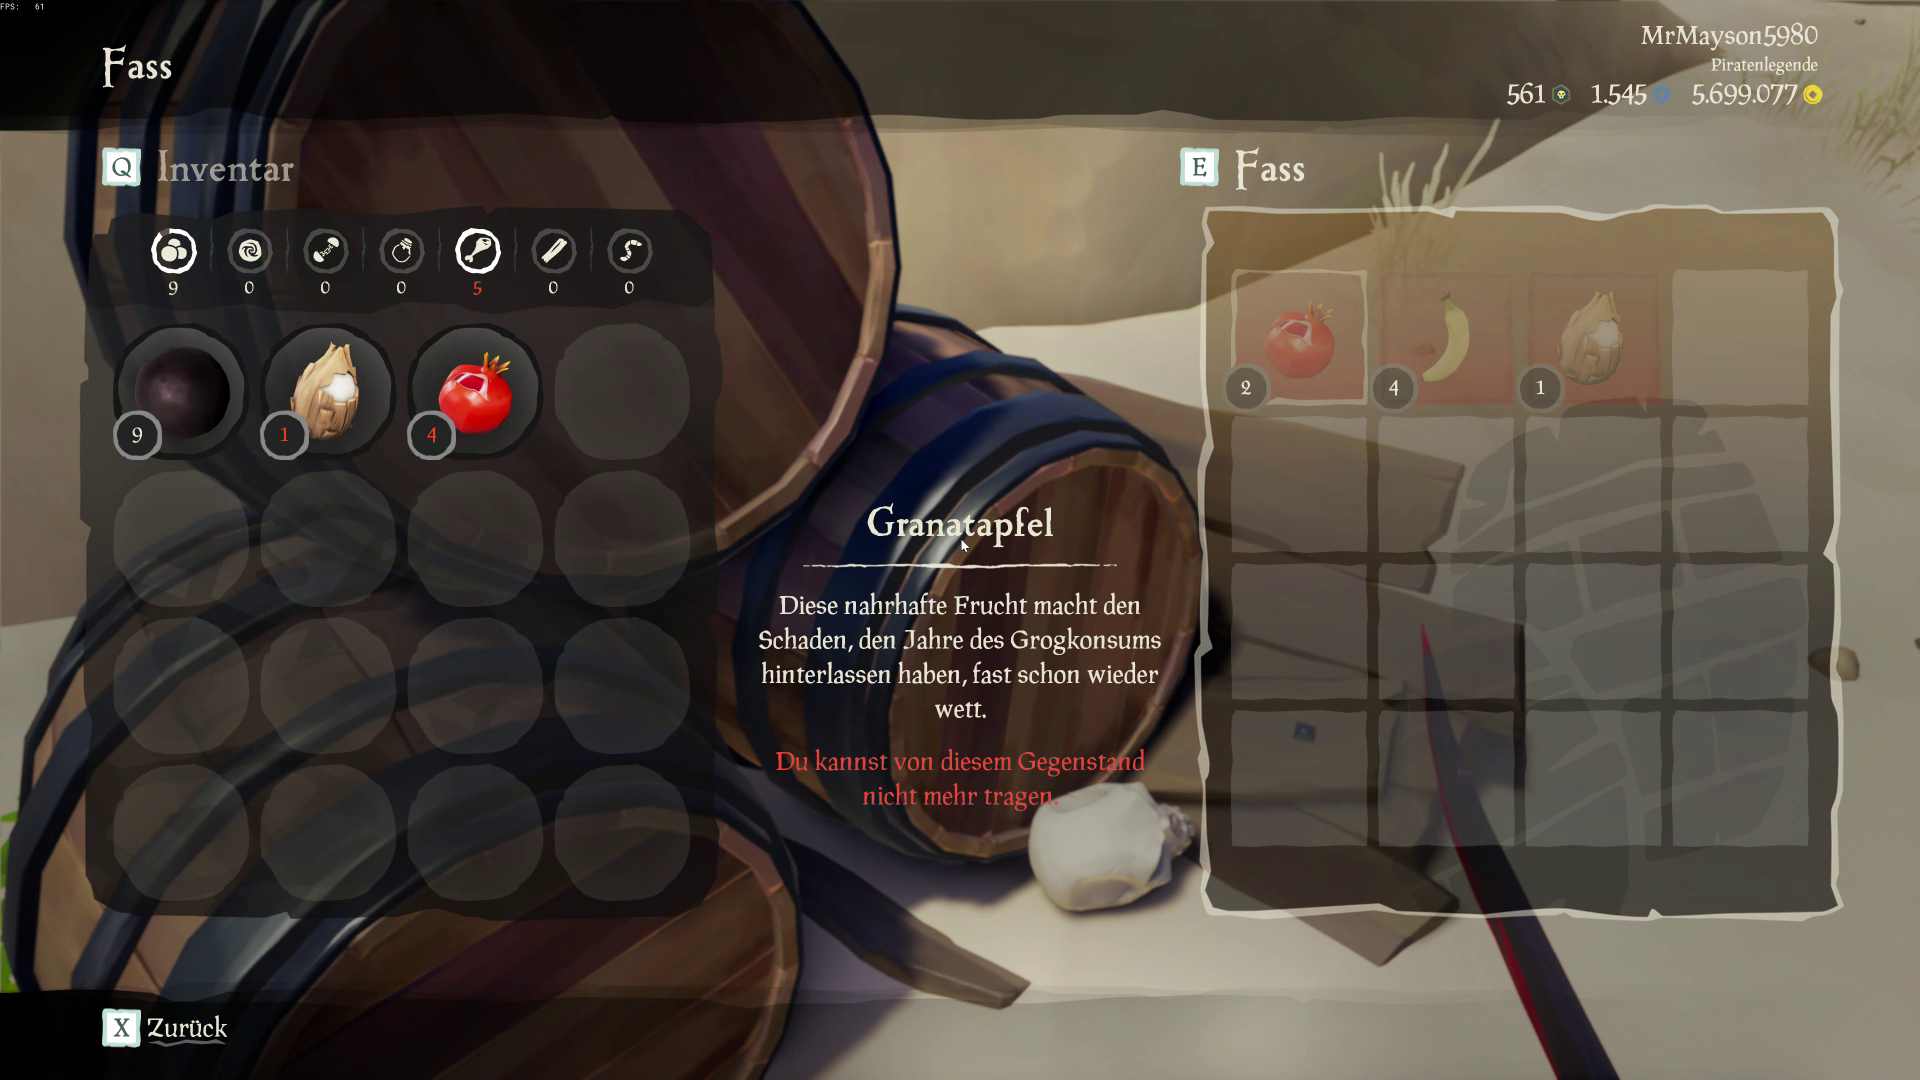 FPS: 61
Fass
MrMayson5980
Piratenlegende
561 1.545 5.699.077
Q Inventar
E Fass
9 0 0 0 5 0 0
9 1 4
2 4 1
Granatapfel
Diese nahrhafte Frucht macht den
Schaden, den Jahre des Grogkonsums
hinterlassen haben, fast schon wieder
wett.
Du kannst von diesem Gegenstand
nicht mehr tragen.
X Zurück